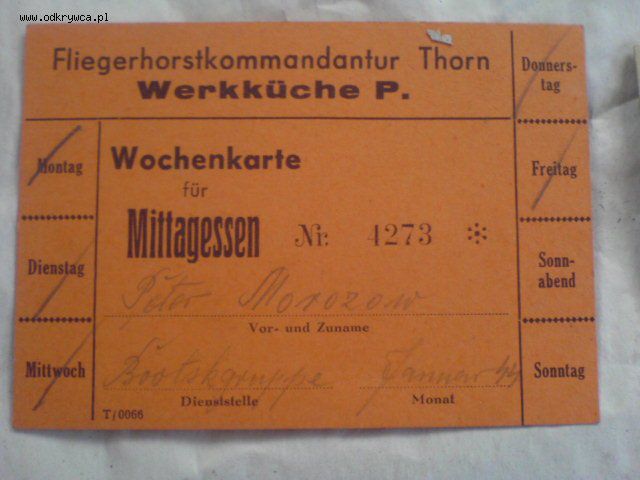 www.odkrywca.pl
Fliegerhorstkommandantur Thorn
Werkküche P.
Montag
Dienstag
Mittwoch
Wochenkarte
für
Mittagessen Nr. 4273 *
Peter Morozow
Vor- und Zuname
Bootsgruppe Januar 44
Dienststelle Monat
T/0066
Donners-
tag
Freitag
Sonn-
abend
Sonntag